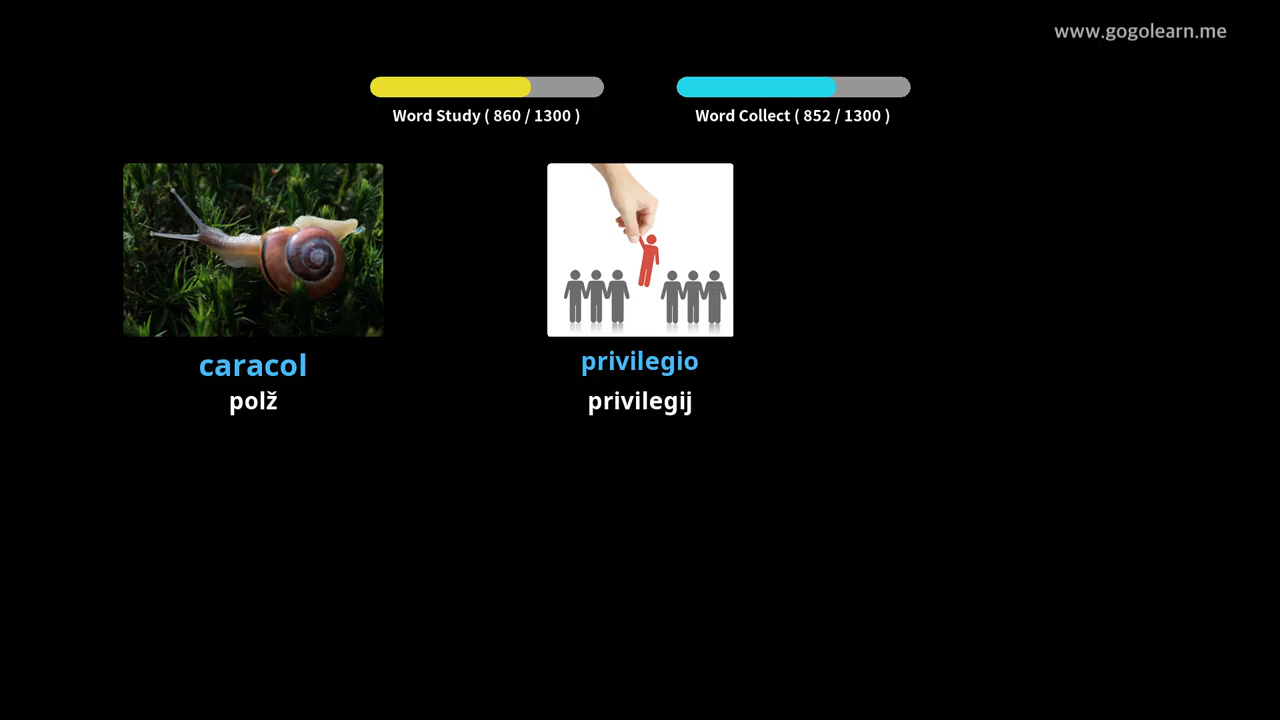 www.gogolearn.me
Word Study ( 860 / 1300 )
Word Collect ( 852 / 1300 )
caracol
polž
privilegio
privilegij